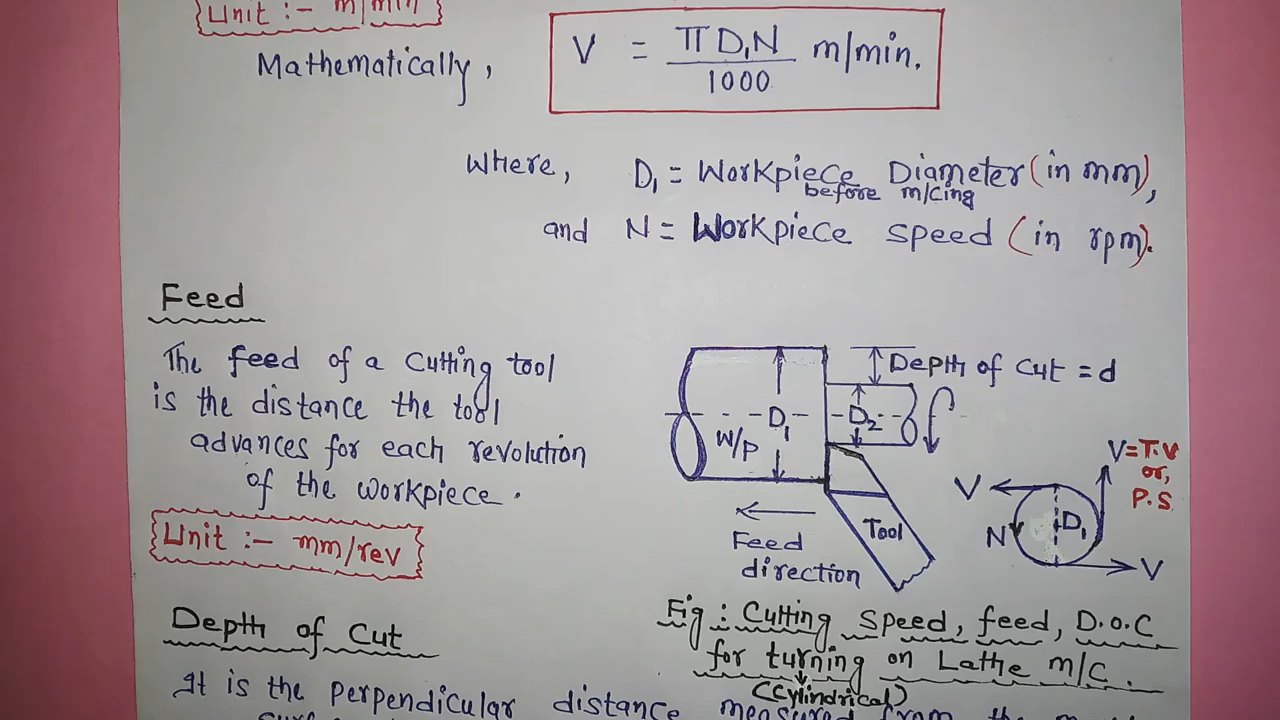 Unit :- m/min
Mathematically, V = πD₁N/1000 m/min.
Where, D₁ = Workpiece Diameter (in mm),
before m/cing
and N = Workpiece speed (in rpm).
Feed
The feed of a cutting tool
is the distance the tool
advances for each revolution
of the workpiece.
Unit :- mm/rev
Depth of cut = d
D₁
D₂
W/P
Tool
Feed
direction
V=T.V
or,
P.S
V
N
D₁
V
Fig : Cutting speed, feed, D.O.C
for turning on Lathe m/c.
(Cylindrical)
Depth of Cut
It is the perpendicular distance measured from the